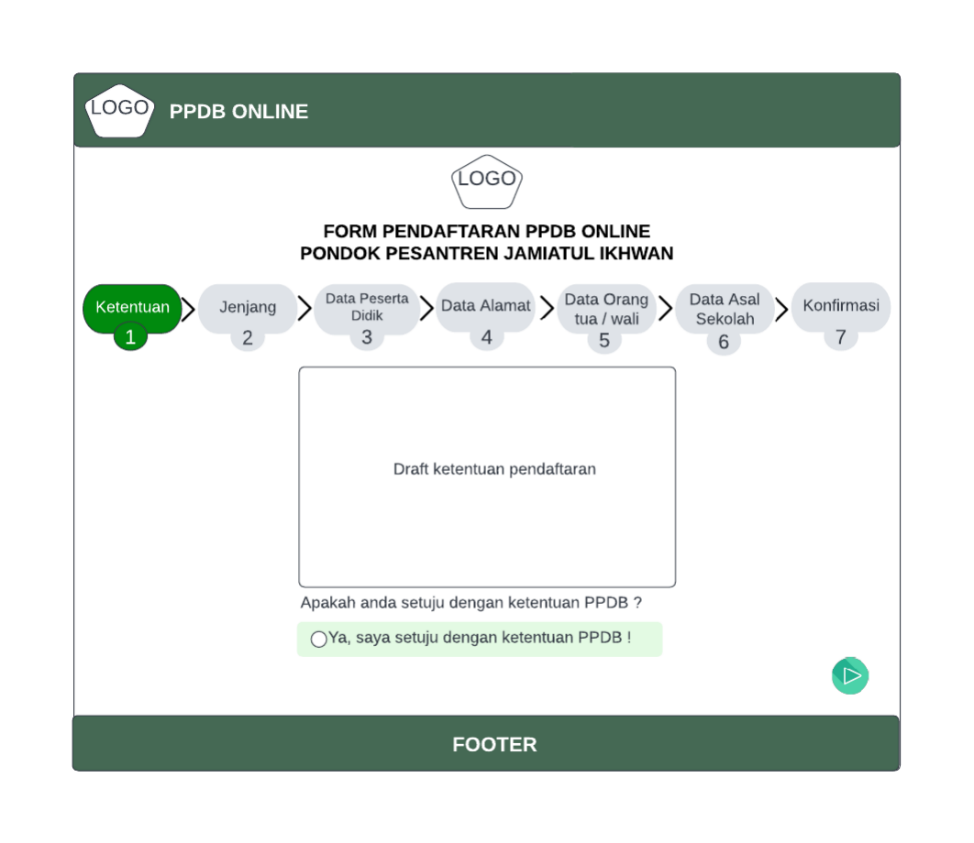 LOGO
PPDB ONLINE
LOGO
FORM PENDAFTARAN PPDB ONLINE
PONDOK PESANTREN JAMIATUL IKHWAN
Ketentuan
1
Jenjang
2
Data Peserta
Didik
3
Data Alamat
4
Data Orang
tua / wali
5
Data Asal
Sekolah
6
Konfirmasi
7
Draft ketentuan pendaftaran
Apakah anda setuju dengan ketentuan PPDB ?
Ya, saya setuju dengan ketentuan PPDB !
FOOTER